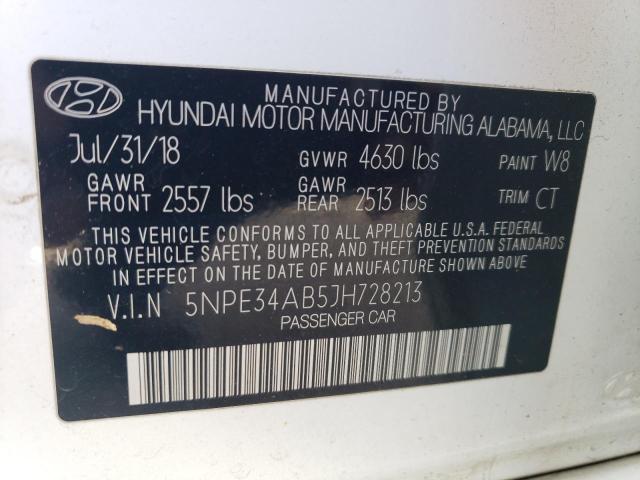 MANUFACTURED BY
HYUNDAI MOTOR MANUFACTURING ALABAMA, LLC
Jul/31/18 GVWR 4630 lbs PAINT W8
GAWR FRONT 2557 lbs GAWR REAR 2513 lbs TRIM CT
THIS VEHICLE CONFORMS TO ALL APPLICABLE U.S.A. FEDERAL
MOTOR VEHICLE SAFETY, BUMPER, AND THEFT PREVENTION STANDARDS
IN EFFECT ON THE DATE OF MANUFACTURE SHOWN ABOVE.
V.I.N 5NPE34AB5JH728213
PASSENGER CAR